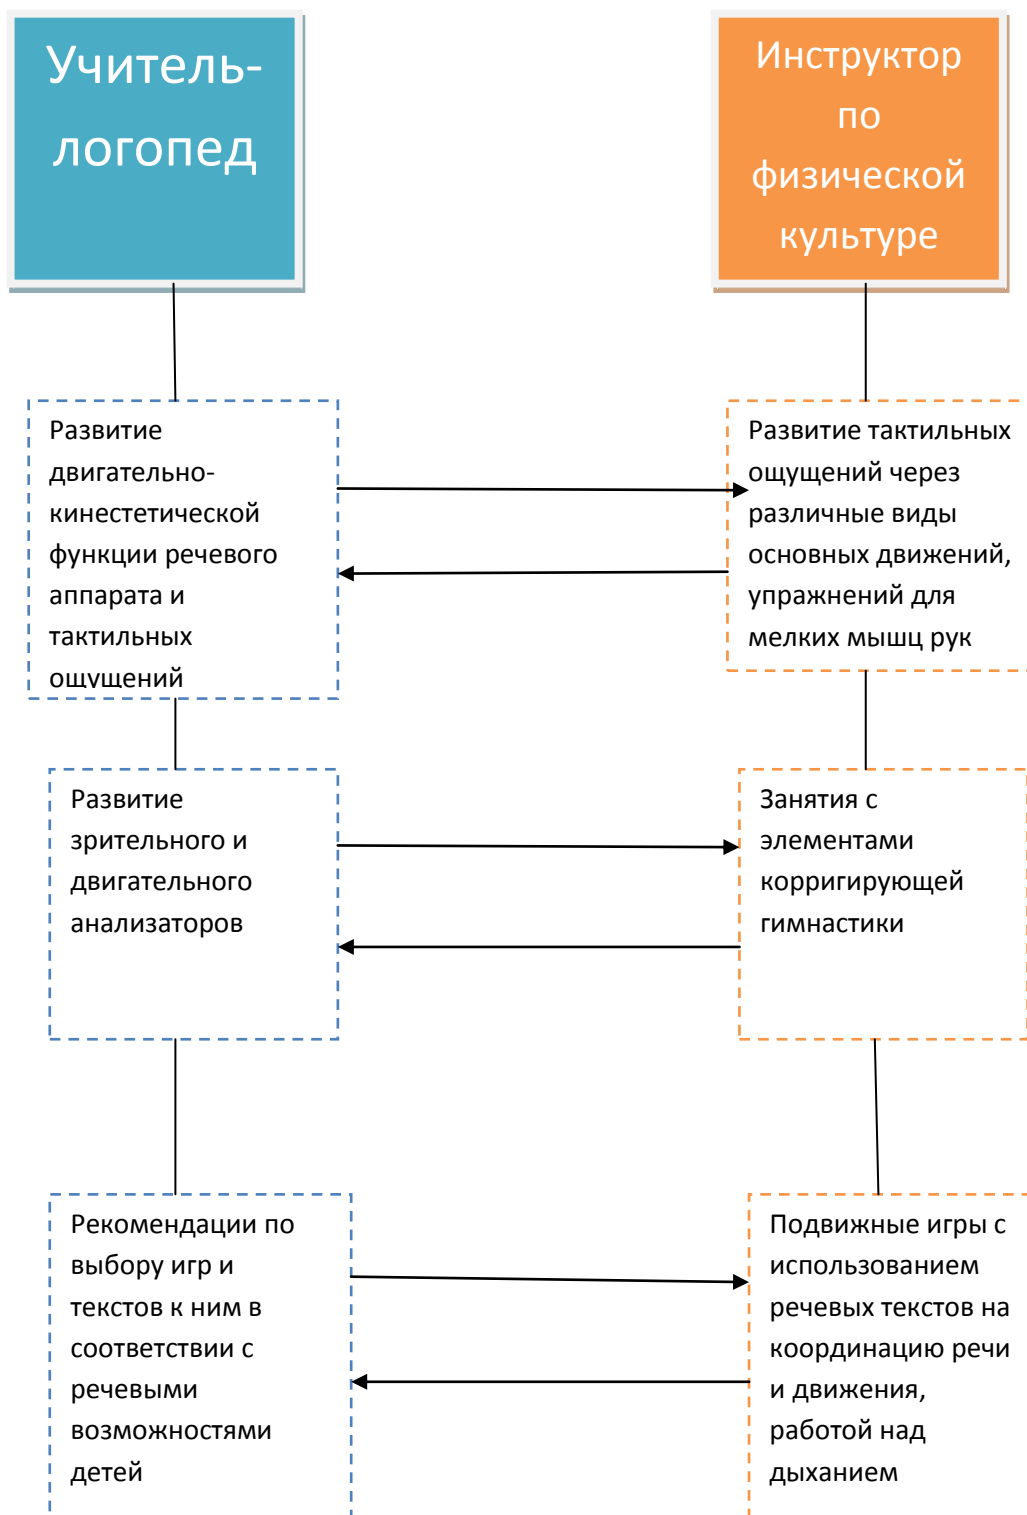 Учитель-
логопед
Инструктор
по
физической
культуре
Развитие
двигательно-
кинестетической
функции речевого
аппарата и
тактильных
ощущений
Развитие тактильных
ощущений через
различные виды
основных движений,
упражнений для
мелких мышц рук
Развитие
зрительного и
двигательного
анализаторов
Занятия с
элементами
корригирующей
гимнастики
Рекомендации по
выбору игр и
текстов к ним в
соответствии с
речевыми
возможностями
детей
Подвижные игры с
использованием
речевых текстов на
координацию речи
и движения,
работой над
дыханием